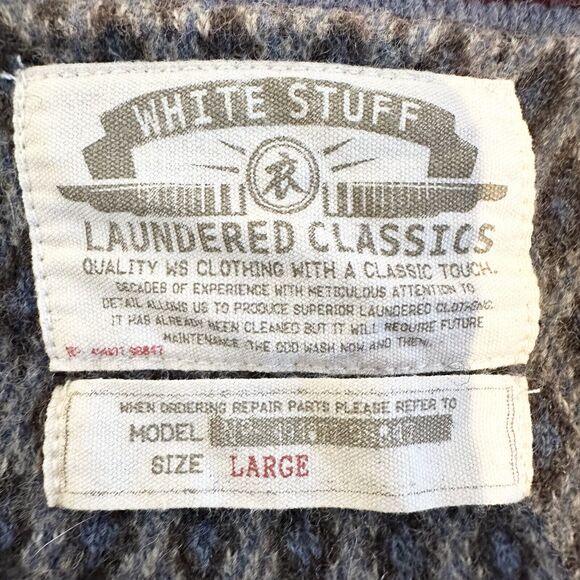 WHITE STUFF
衣
LAUNDERED CLASSICS
QUALITY WS CLOTHING WITH A CLASSIC TOUCH.
DECADES OF EXPERIENCE WITH METICULOUS ATTENTION TO
DETAIL ALLOWS US TO PRODUCE SUPERIOR LAUNDERED CLOTHING.
IT HAS ALREADY BEEN CLEANED BUT IT WILL REQUIRE FUTURE
MAINTENANCE, THE ODD WASH NOW AND THEN.
WHEN ORDERING REPAIR PARTS PLEASE REFER TO
MODEL
SIZE LARGE